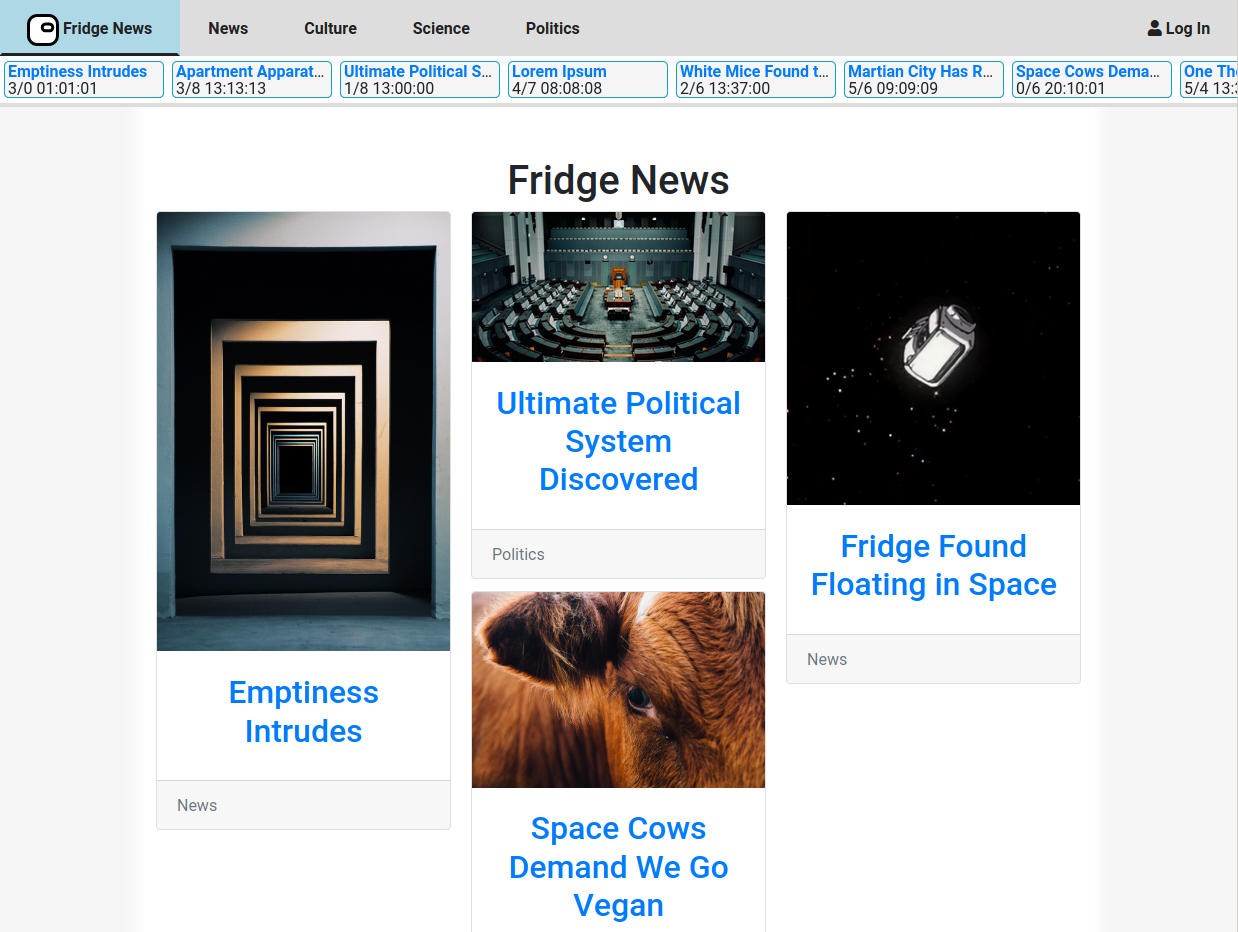 Fridge News
News
Culture
Science
Politics
Log In
Emptiness Intrudes
3/0 01:01:01
Apartment Apparat...
3/8 13:13:13
Ultimate Political S...
1/8 13:00:00
Lorem Ipsum
4/7 08:08:08
White Mice Found t...
2/6 13:37:00
Martian City Has R...
5/6 09:09:09
Space Cows Dema...
0/6 20:10:01
One
5/4
Fridge News
Emptiness
Intrudes
News
Ultimate Political
System
Discovered
Politics
Space Cows
Demand We Go
Vegan
Fridge Found
Floating in Space
News